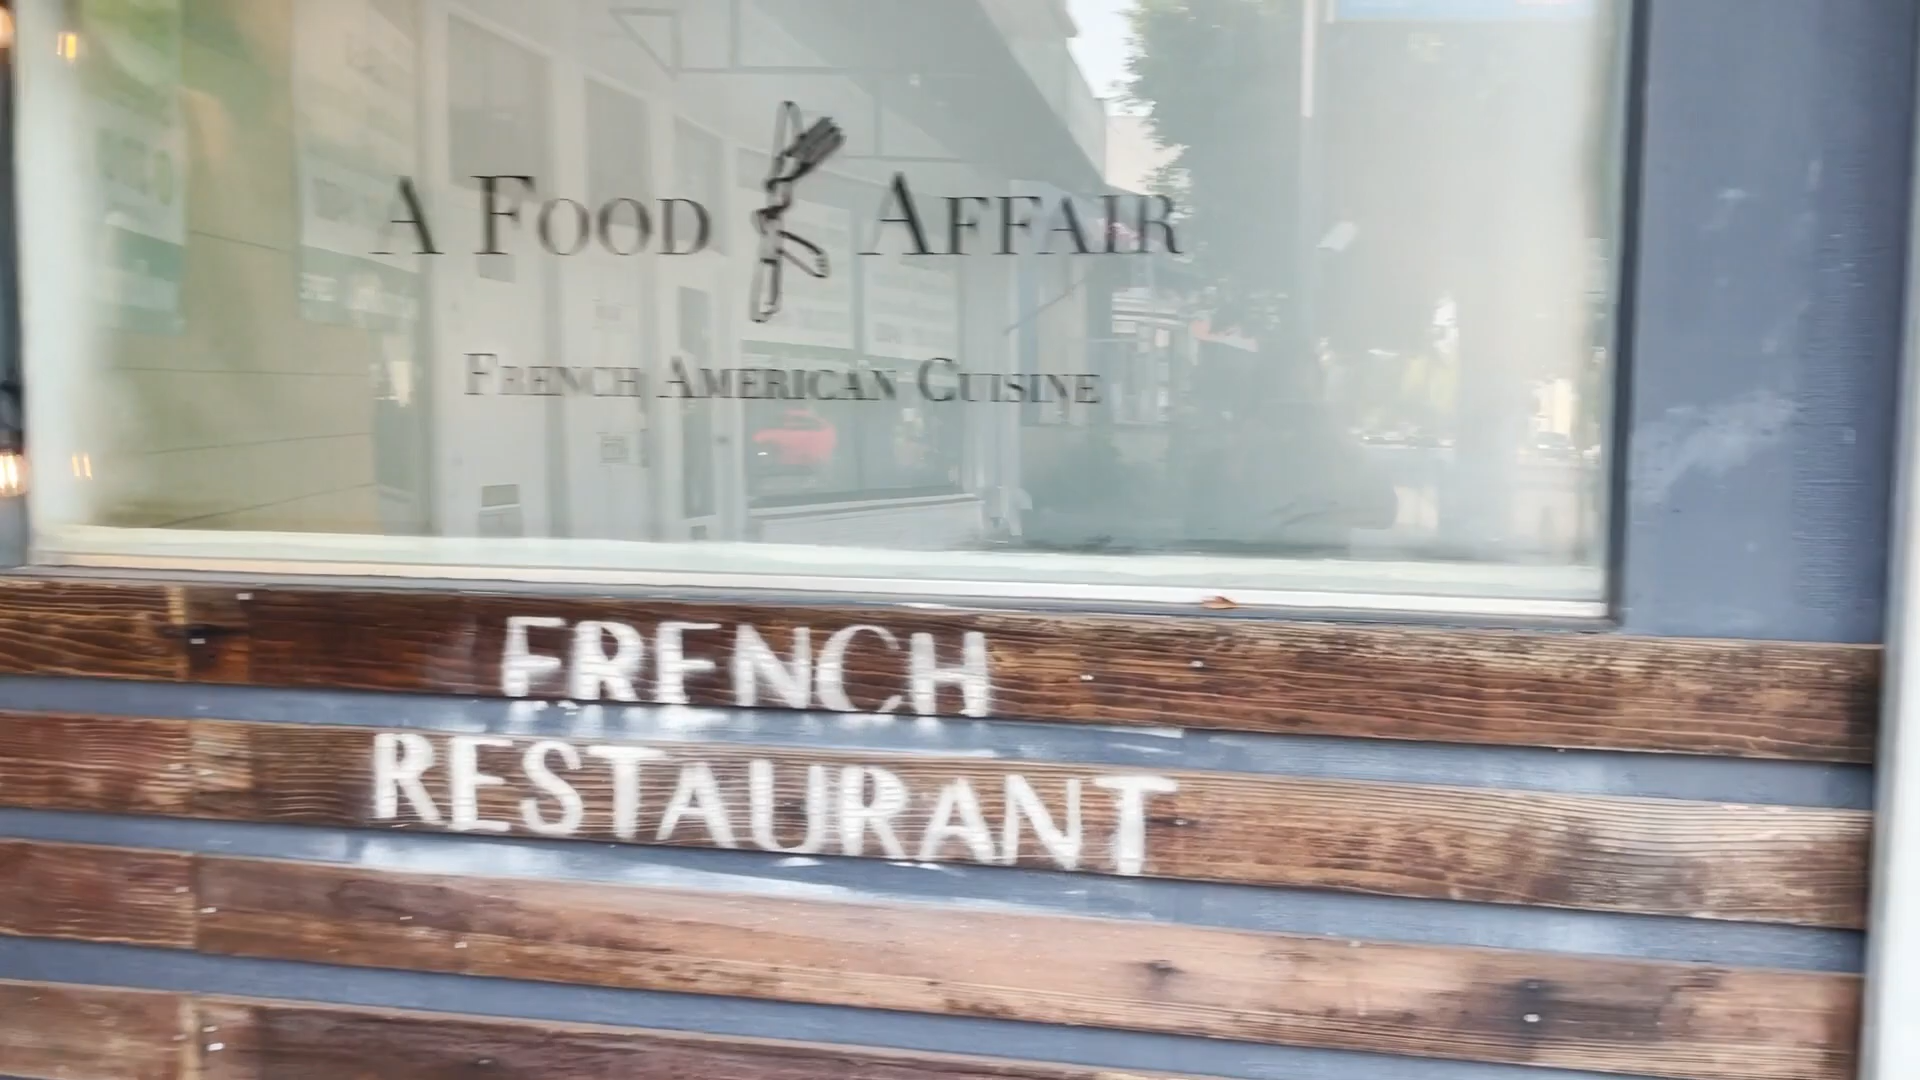 A FOOD AFFAIR
FRENCH AMERICAN CUISINE
FRENCH
RESTAURANT